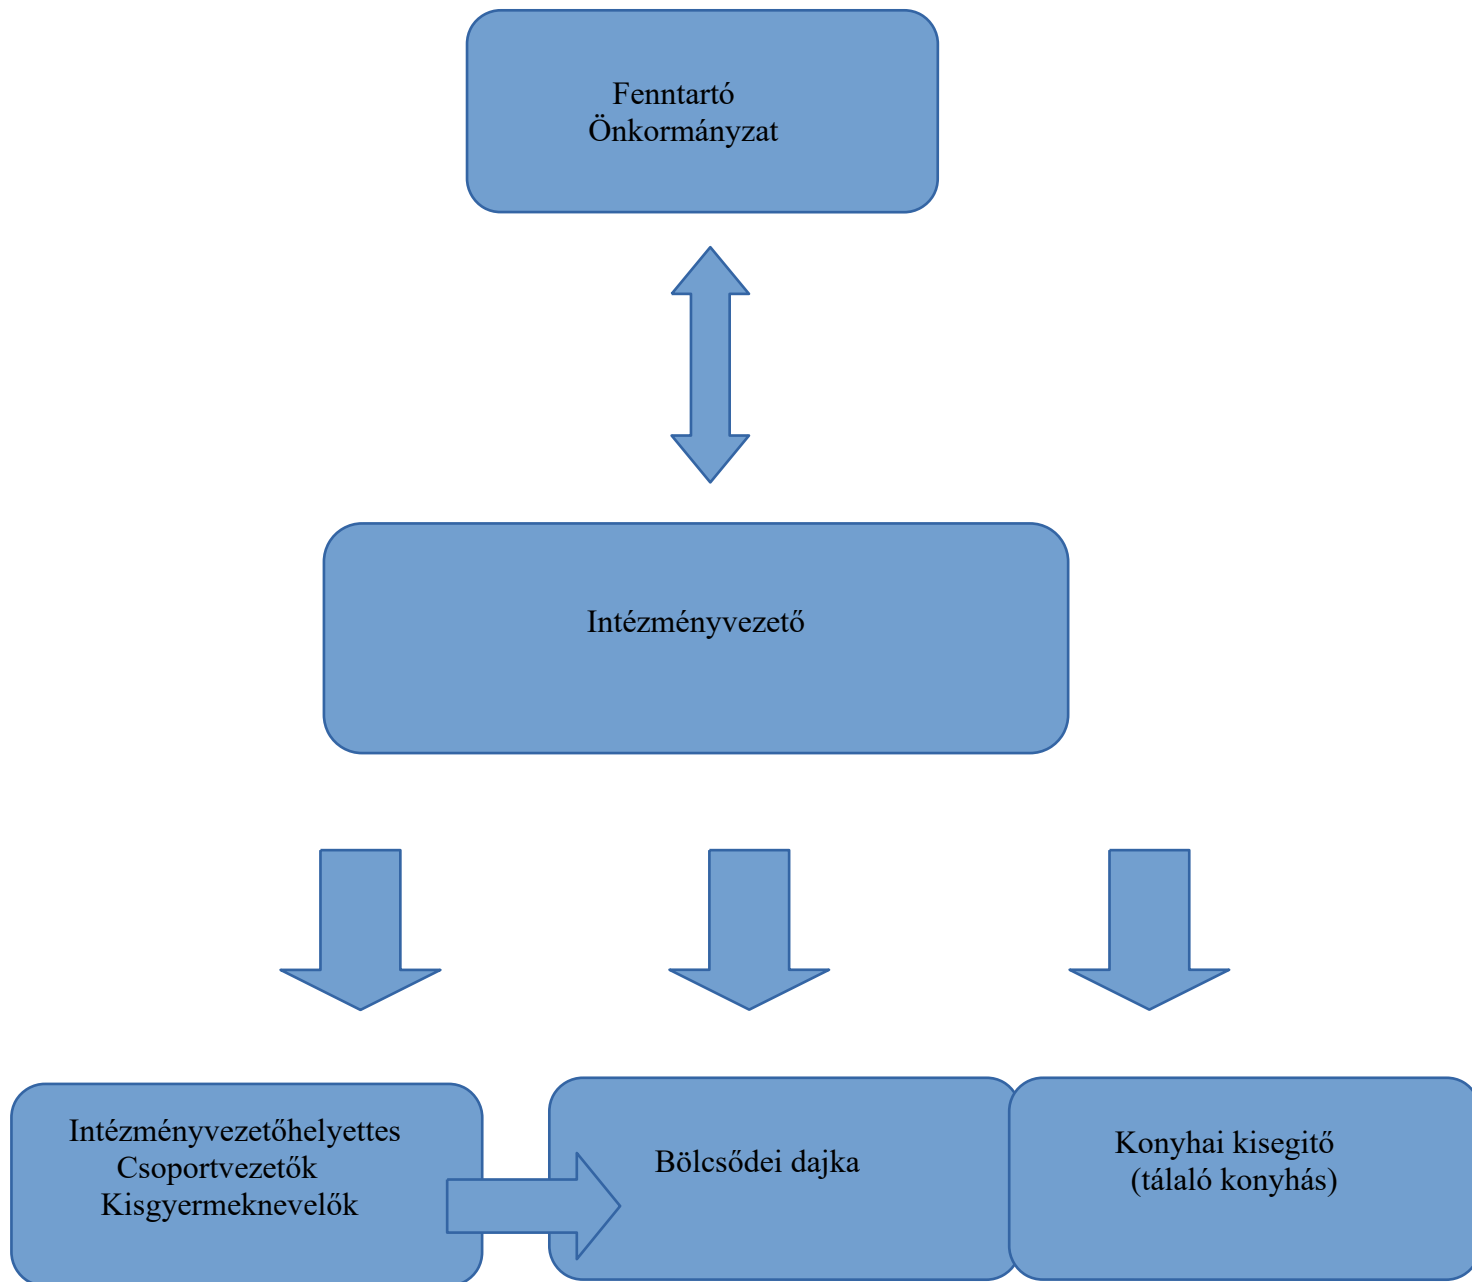 Fenntartó
Önkormányzat
Intézményvezető
Intézményvezetőhelyettes
Csoportvezetők
Kisgyermeknevelők
Bölcsődei dajka
Konyhai kisegitő
(tálaló konyhás)